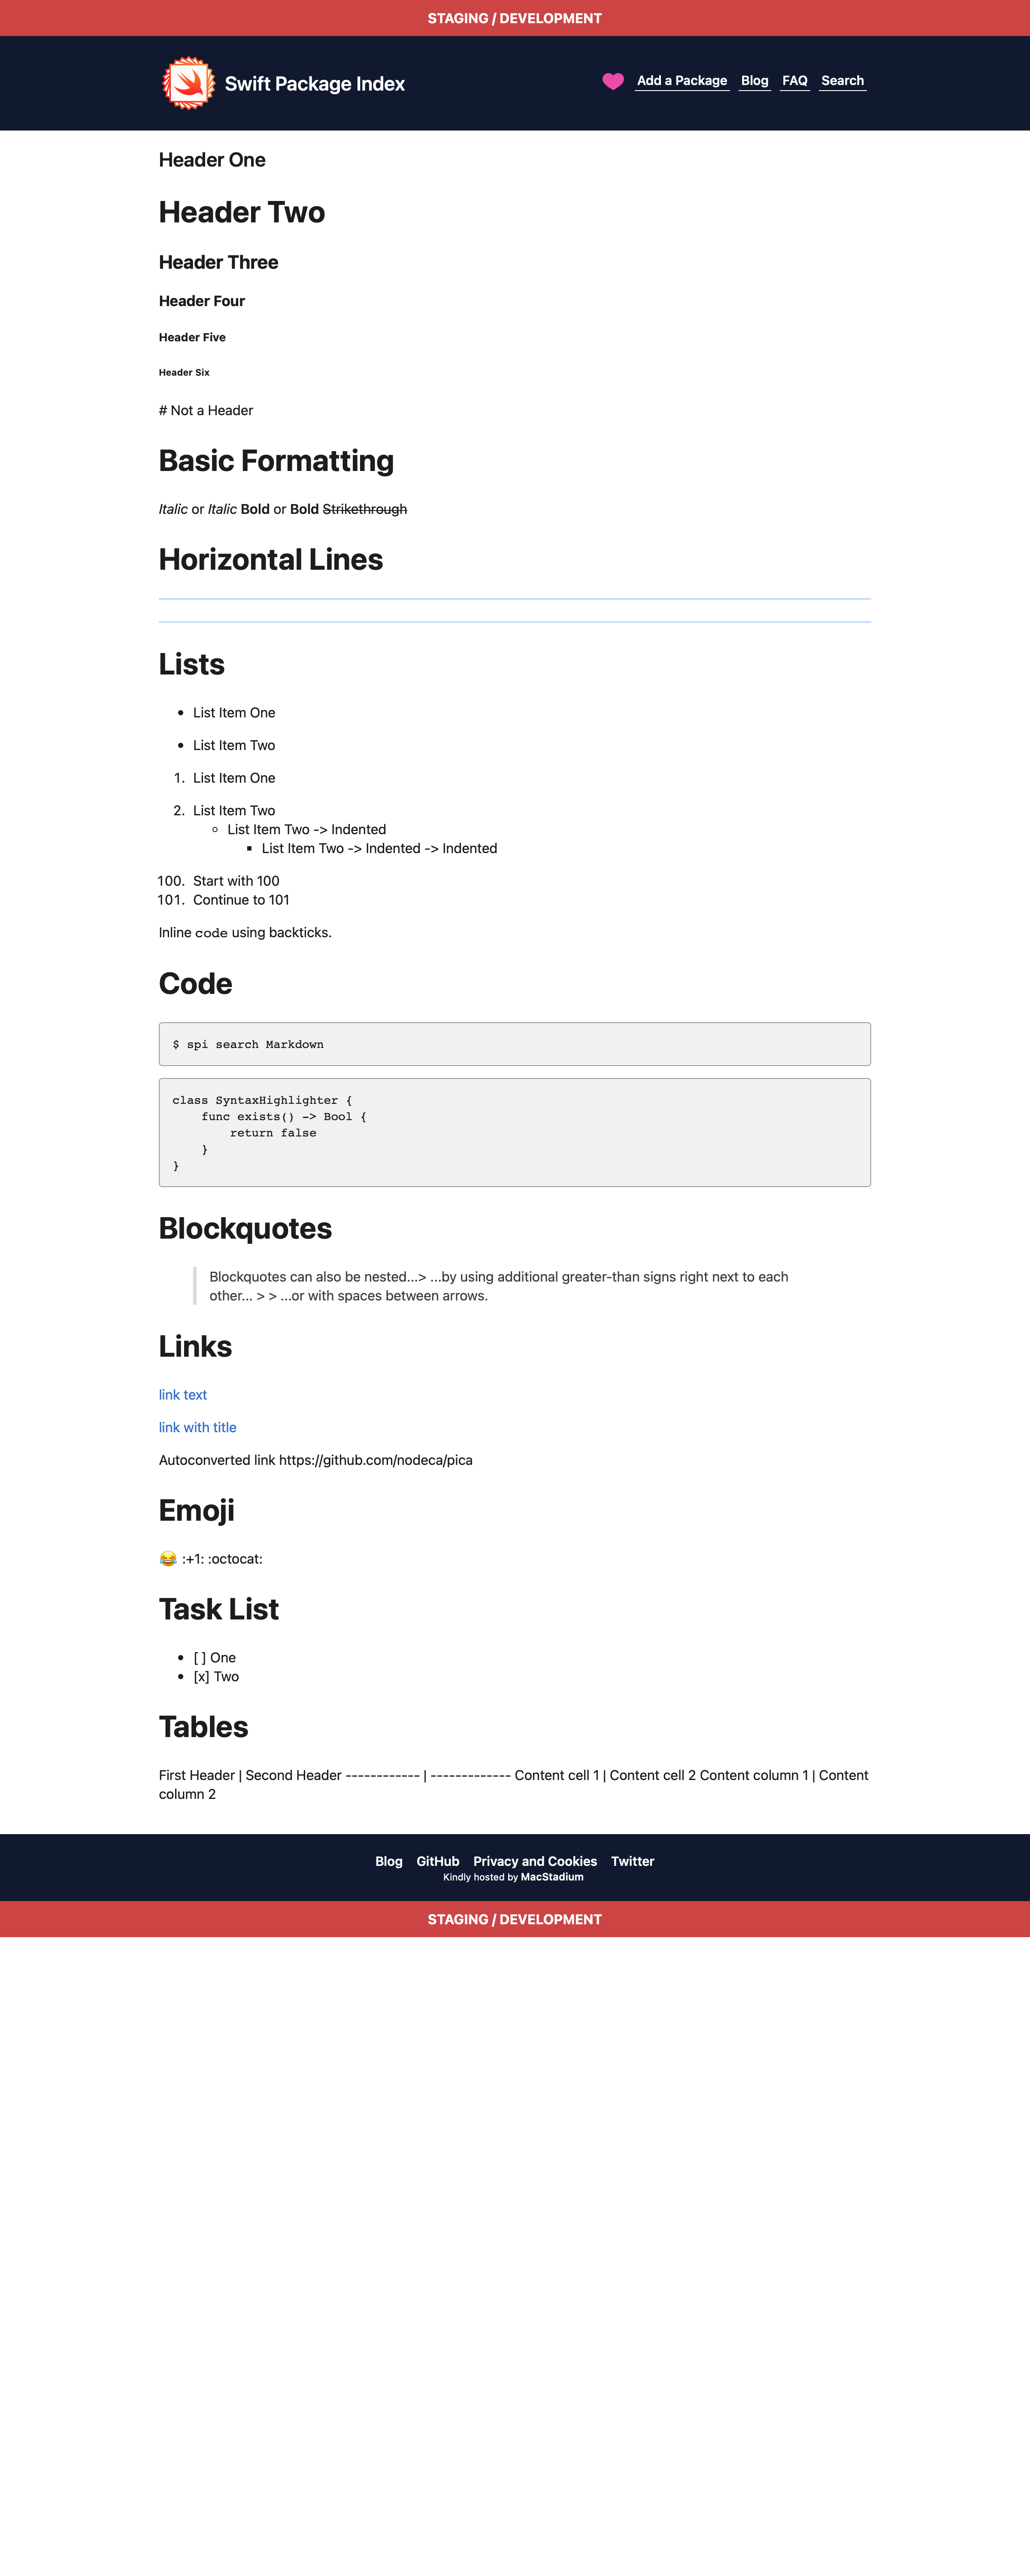 STAGING / DEVELOPMENT
Swift Package Index
Add a Package Blog FAQ Search
Header One
Header Two
Header Three
Header Four
Header Five
Header Six
# Not a Header
Basic Formatting
Italic or Italic Bold or Bold Strikethrough
Horizontal Lines
Lists
• List Item One
• List Item Two
1. List Item One
2. List Item Two
◦ List Item Two -> Indented
▪ List Item Two -> Indented -> Indented
100. Start with 100
101. Continue to 101
Inline code using backticks.
Code
$ spi search Markdown
class SyntaxHighlighter {
    func exists() -> Bool {
        return false
    }
}
Blockquotes
Blockquotes can also be nested...> ...by using additional greater-than signs right next to each
other... > > ...or with spaces between arrows.
Links
link text
link with title
Autoconverted link https://github.com/nodeca/pica
Emoji
😂 :+1: :octocat:
Task List
• [ ] One
• [x] Two
Tables
First Header | Second Header ------------ | ------------- Content cell 1 | Content cell 2 Content column 1 | Content
column 2
Blog GitHub Privacy and Cookies Twitter
Kindly hosted by MacStadium
STAGING / DEVELOPMENT